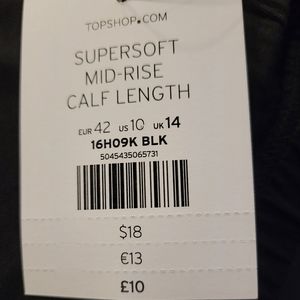 TOPSHOP.COM
SUPERSOFT
MID-RISE
CALF LENGTH
EUR 42 US 10 UK 14
16H09K BLK
5045435065731
$18
€13
£10